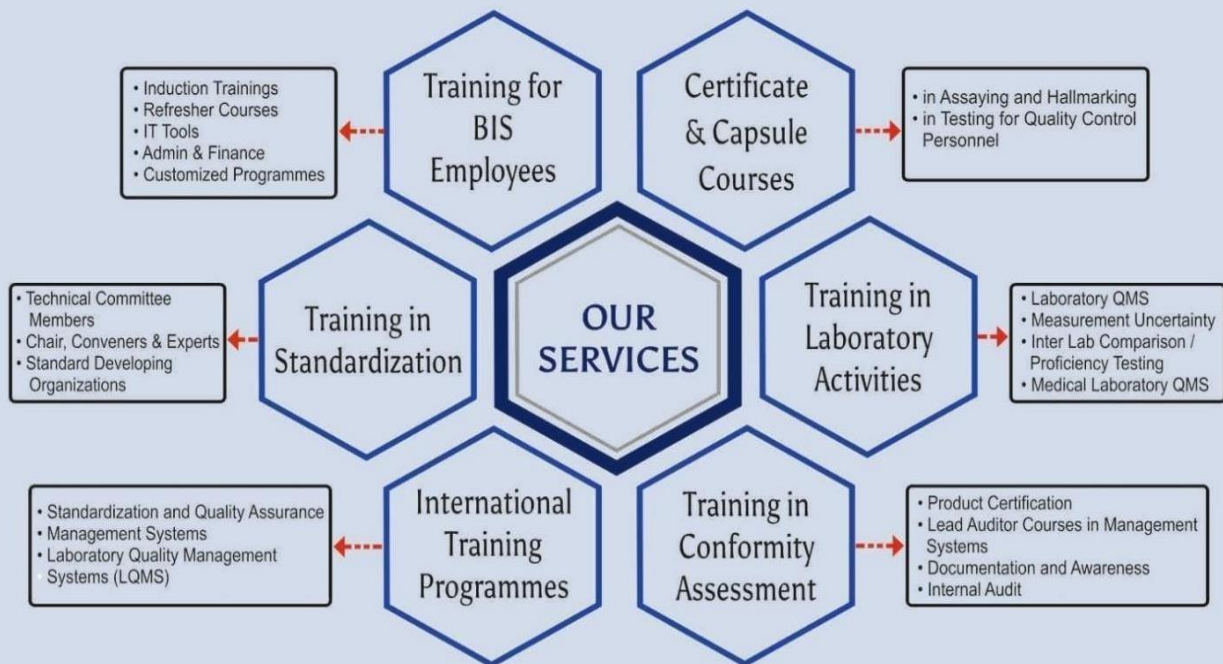 • Induction Trainings
• Refresher Courses
• IT Tools
• Admin & Finance
• Customized Programmes
Training for
BIS
Employees
Certificate
& Capsule
Courses
• in Assaying and Hallmarking
• in Testing for Quality Control
Personnel
• Technical Committee
Members
• Chair, Conveners & Experts
• Standard Developing
Organizations
Training in
Standardization
OUR
SERVICES
Training in
Laboratory
Activities
• Laboratory QMS
• Measurement Uncertainty
• Inter Lab Comparison /
Proficiency Testing
• Medical Laboratory QMS
• Standardization and Quality Assurance
• Management Systems
• Laboratory Quality Management
• Systems (LQMS)
International
Training
Programmes
Training in
Conformity
Assessment
• Product Certification
• Lead Auditor Courses in Management
Systems
• Documentation and Awareness
• Internal Audit